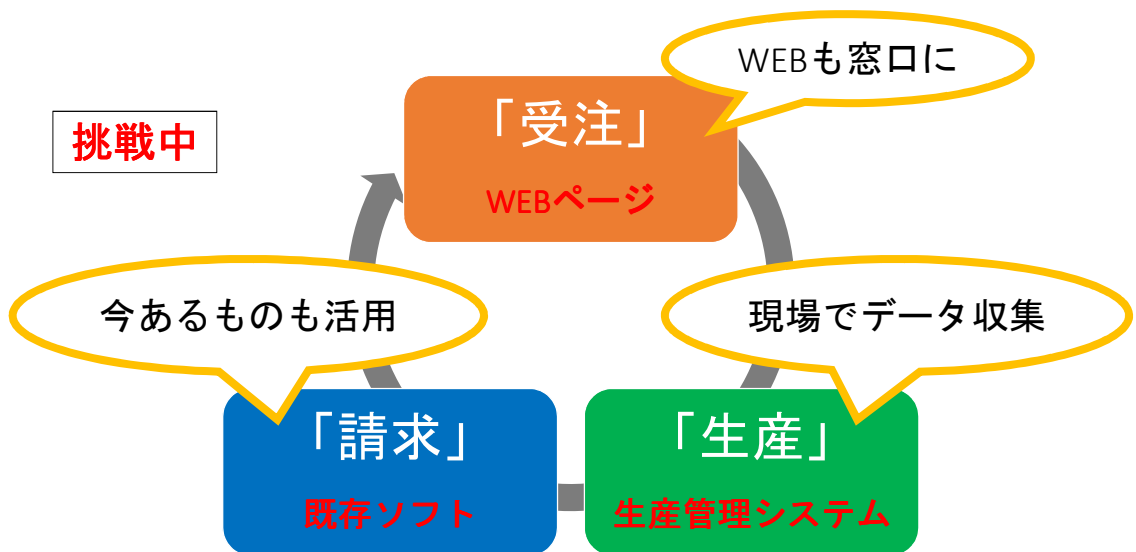 WEBも窓口に
「受注」
WEBページ
挑戦中
今あるものも活用
現場でデータ収集
「請求」
既存ソフト
「生産」
生産管理システム